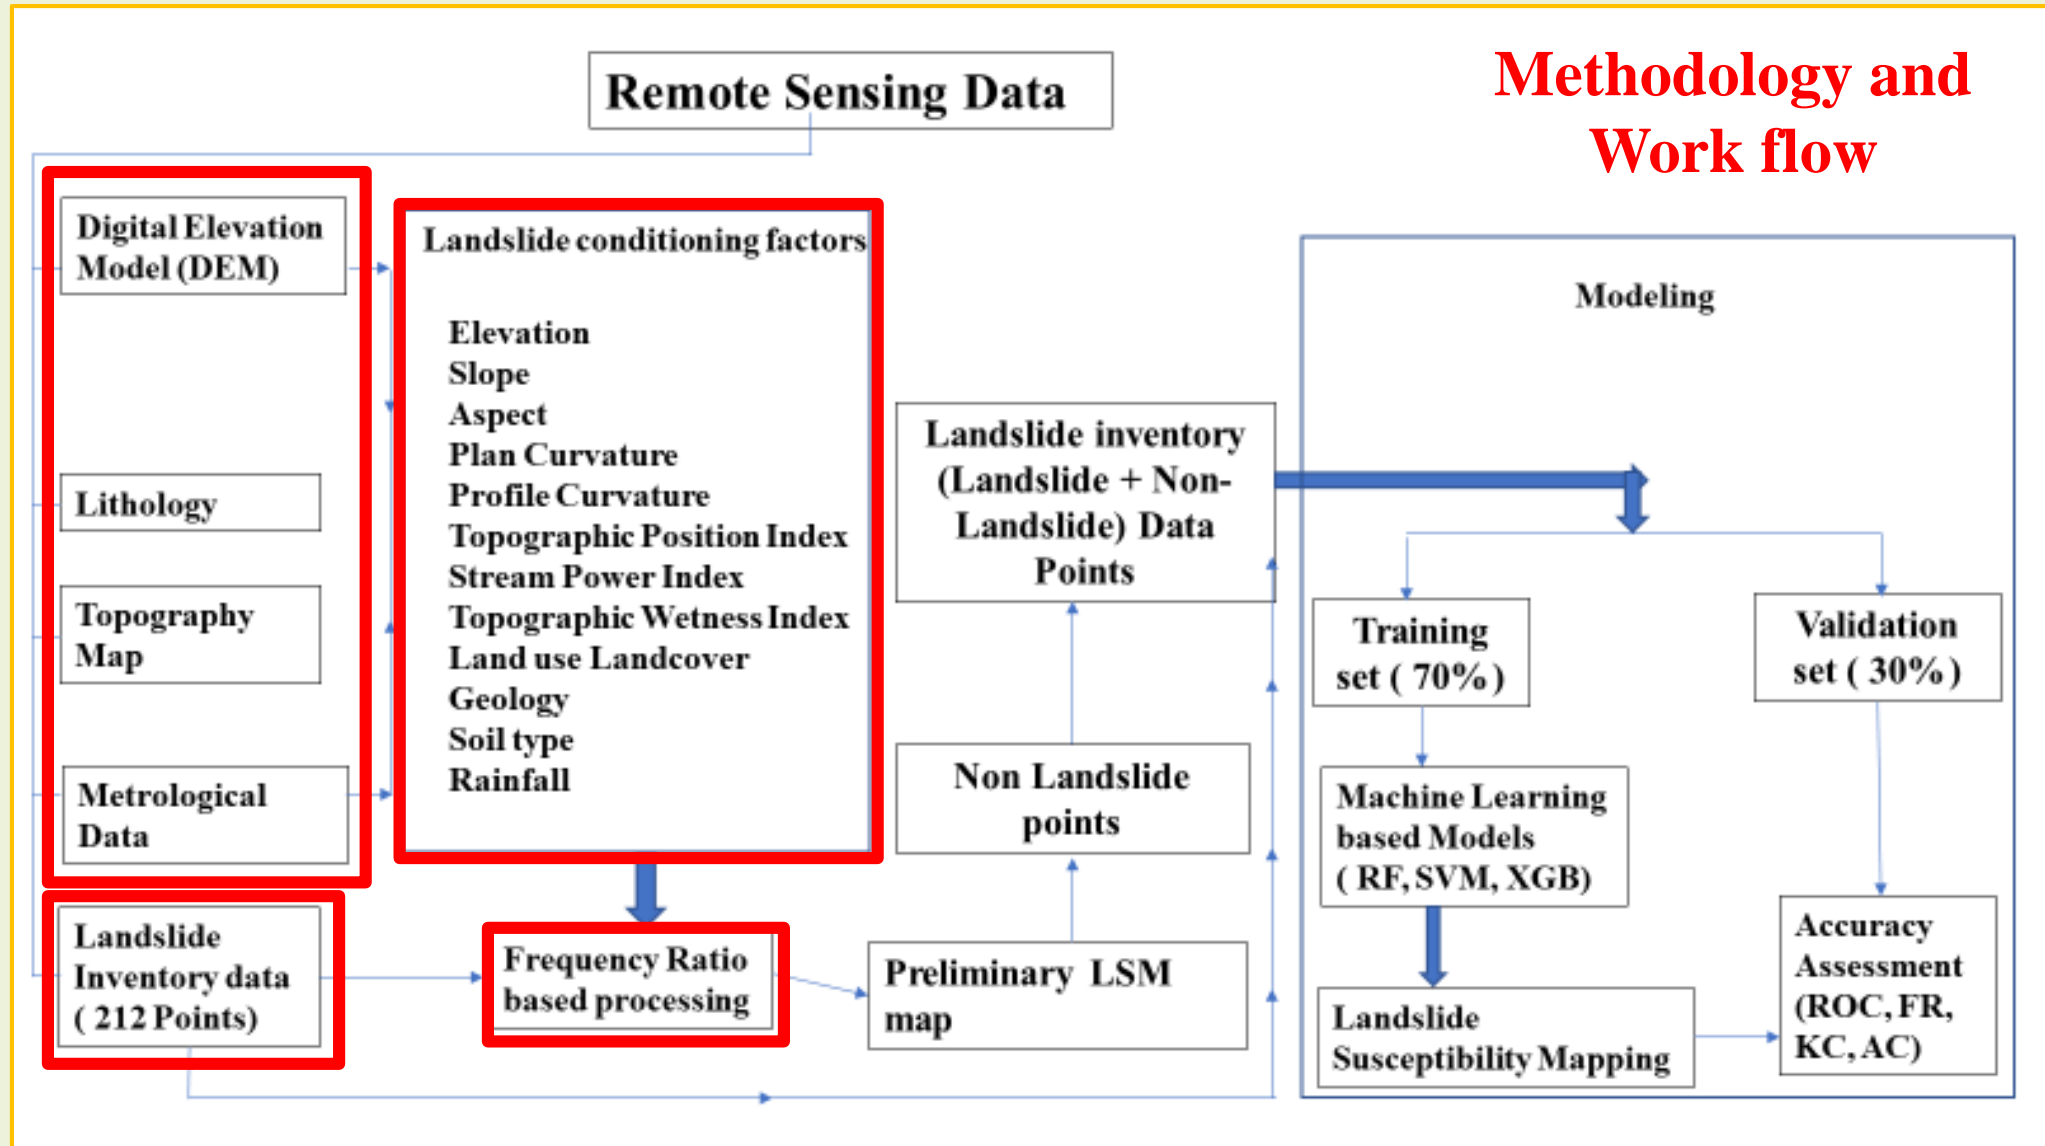 Remote Sensing Data
Methodology and
Work flow
Digital Elevation
Model (DEM)
Lithology
Topography
Map
Metrological
Data
Landslide
Inventory data
( 212 Points)
Landslide conditioning factors
Elevation
Slope
Aspect
Plan Curvature
Profile Curvature
Topographic Position Index
Stream Power Index
Topographic Wetness Index
Land use Landcover
Geology
Soil type
Rainfall
Frequency Ratio
based processing
Preliminary LSM
map
Non Landslide
points
Landslide inventory
(Landslide + Non-
Landslide) Data
Points
Modeling
Training
set ( 70%)
Validation
set ( 30%)
Machine Learning
based Models
( RF, SVM, XGB)
Landslide
Susceptibility Mapping
Accuracy
Assessment
(ROC, FR,
KC, AC)